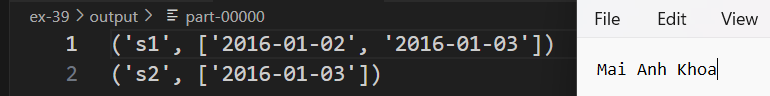 ex-39 > output > part-00000
1 ('s1', ['2016-01-02', '2016-01-03'])
2 ('s2', ['2016-01-03'])
File Edit View
Mai Anh Khoa